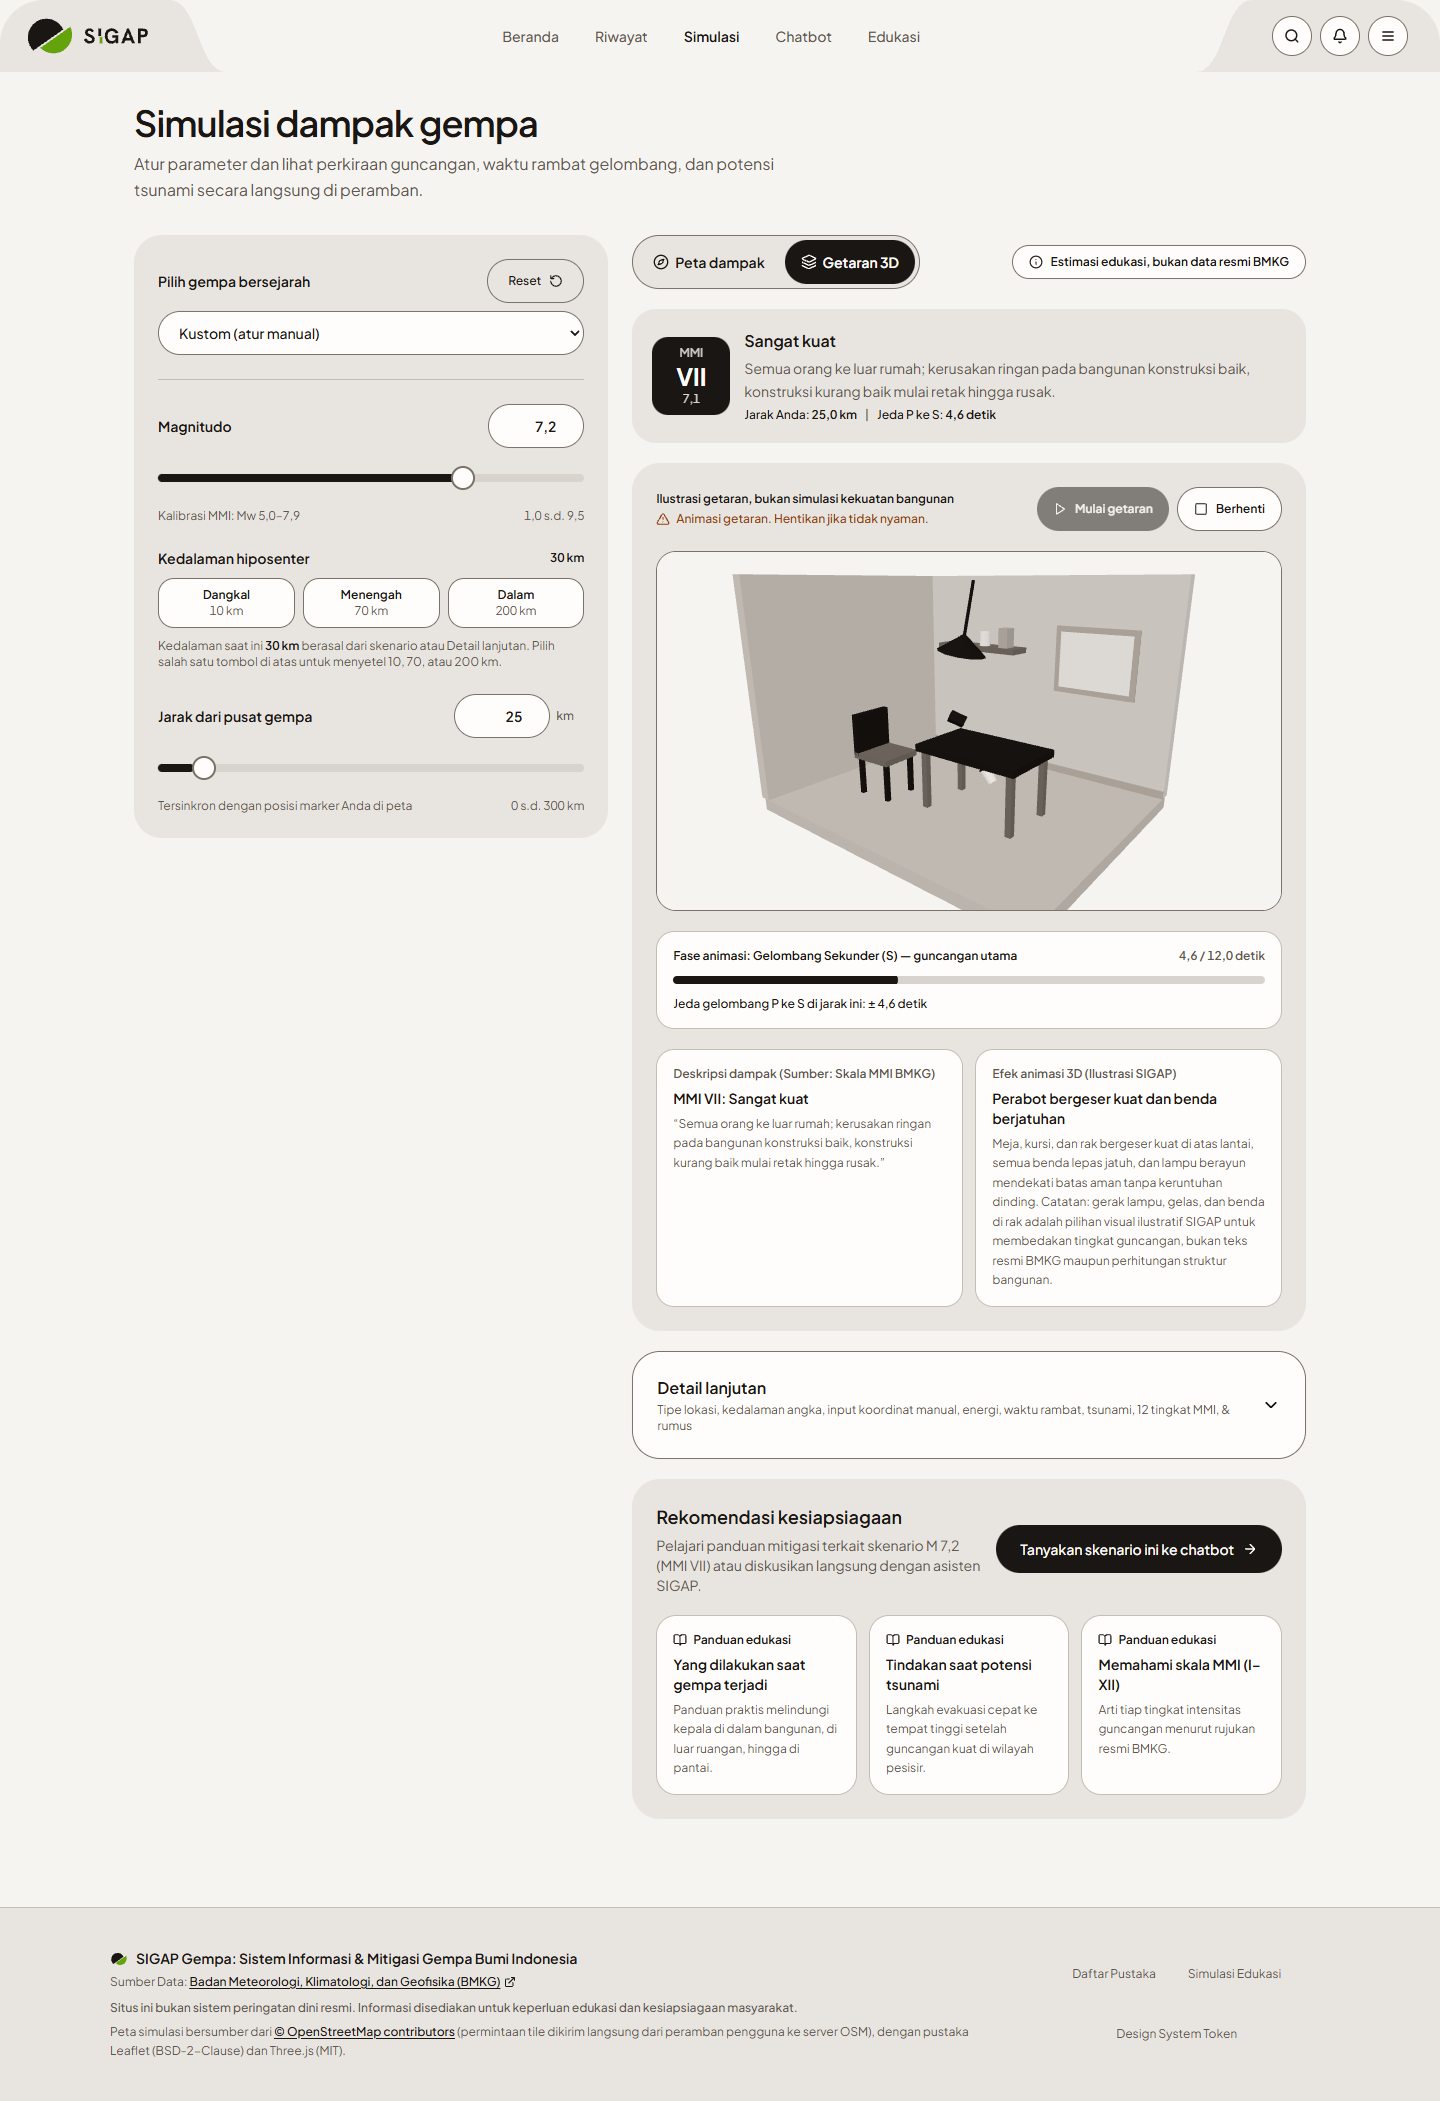 SIGAP
Beranda
Riwayat
Simulasi
Chatbot
Edukasi
Simulasi dampak gempa
Atur parameter dan lihat perkiraan guncangan, waktu rambat gelombang, dan potensi
tsunami secara langsung di peramban.
Pilih gempa bersejarah
Reset
Kustom (atur manual)
Magnitudo
7,2
Kalibrasi MMI: Mw 5,0–7,9
1,0 s.d. 9,5
Kedalaman hiposenter
30 km
Dangkal
10 km
Menengah
70 km
Dalam
200 km
Kedalaman saat ini 30 km berasal dari skenario atau Detail lanjutan. Pilih
salah satu tombol di atas untuk menyetel 10, 70, atau 200 km.
Jarak dari pusat gempa
25
km
Tersinkron dengan posisi marker Anda di peta
0 s.d. 300 km
Peta dampak
Getaran 3D
Estimasi edukasi, bukan data resmi BMKG
MMI
VII
7,1
Sangat kuat
Semua orang ke luar rumah; kerusakan ringan pada bangunan konstruksi baik,
konstruksi kurang baik mulai retak hingga rusak.
Jarak Anda: 25,0 km | Jeda P ke S: 4,6 detik
Ilustrasi getaran, bukan simulasi kekuatan bangunan
Animasi getaran. Hentikan jika tidak nyaman.
Mulai getaran
Berhenti
Fase animasi: Gelombang Sekunder (S) — guncangan utama
4,6 / 12,0 detik
Jeda gelombang P ke S di jarak ini: ± 4,6 detik
Deskripsi dampak (Sumber: Skala MMI BMKG)
MMI VII: Sangat kuat
"Semua orang ke luar rumah; kerusakan ringan
pada bangunan konstruksi baik, konstruksi
kurang baik mulai retak hingga rusak."
Efek animasi 3D (Ilustrasi SIGAP)
Perabot bergeser kuat dan benda
berjatuhan
Meja, kursi, dan rak bergeser kuat di atas lantai,
semua benda lepas jatuh, dan lampu berayun
mendekati batas aman tanpa keruntuhan
dinding. Catatan: gerak lampu, gelas, dan benda
di rak adalah pilihan visual ilustratif SIGAP untuk
membedakan tingkat guncangan, bukan teks
resmi BMKG maupun perhitungan struktur
bangunan.
Detail lanjutan
Tipe lokasi, kedalaman angka, input koordinat manual, energi, waktu rambat, tsunami, 12 tingkat MMI, &
rumus
Rekomendasi kesiapsiagaan
Pelajari panduan mitigasi terkait skenario M 7,2
(MMI VII) atau diskusikan langsung dengan asisten
SIGAP.
Tanyakan skenario ini ke chatbot
Panduan edukasi
Yang dilakukan saat
gempa terjadi
Panduan praktis melindungi
kepala di dalam bangunan, di
luar ruangan, hingga di
pantai.
Panduan edukasi
Tindakan saat potensi
tsunami
Langkah evakuasi cepat ke
tempat tinggi setelah
guncangan kuat di wilayah
pesisir.
Panduan edukasi
Memahami skala MMI (I–
XII)
Arti tiap tingkat intensitas
guncangan menurut rujukan
resmi BMKG.
SIGAP Gempa: Sistem Informasi & Mitigasi Gempa Bumi Indonesia
Sumber Data: Badan Meteorologi, Klimatologi, dan Geofisika (BMKG)
Situs ini bukan sistem peringatan dini resmi. Informasi disediakan untuk keperluan edukasi dan kesiapsiagaan masyarakat.
Peta simulasi bersumber dari © OpenStreetMap contributors (permintaan tile dikirim langsung dari peramban pengguna ke server OSM), dengan pustaka
Leaflet (BSD-2-Clause) dan Three.js (MIT).
Daftar Pustaka
Simulasi Edukasi
Design System Token